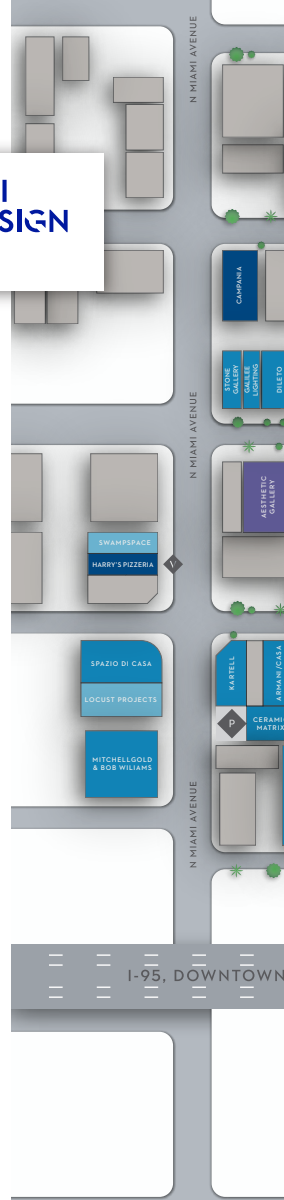 N MIAMI AVENUE
I
SIGN
CAMPANIA
STONE
GALLERY
GALILEE
LIGHTING
DILETO
N MIAMI AVENUE
AESTHETIC
GALLERY
SWAMPSPACE
HARRY'S PIZZERIA
V
SPAZIO DI CASA
LOCUST PROJECTS
KARTELL
ARMANI/CASA
P
CERAMIC
MATRIX
MITCHELLGOLD
& BOB WILIAMS
N MIAMI AVENUE
I-95, DOWNTOWN